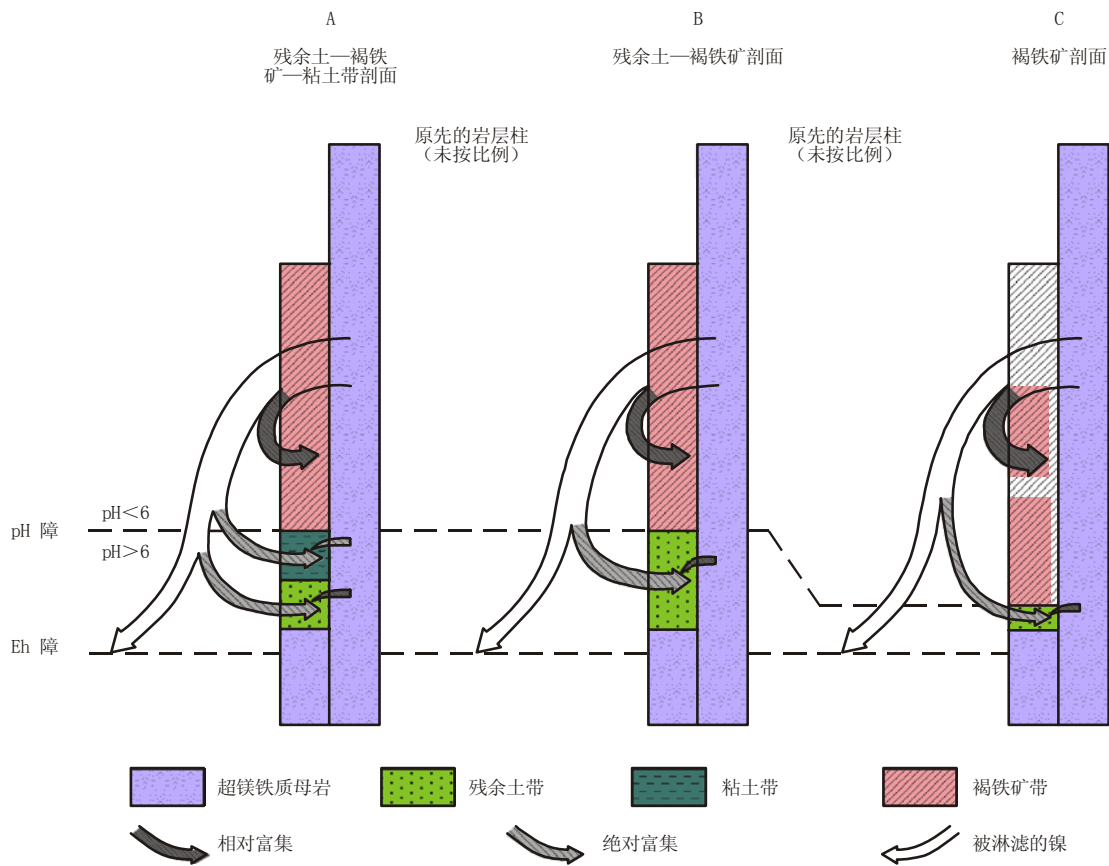 A
B
C
残余土—褐铁
矿—粘土带剖面
残余土—褐铁矿剖面
褐铁矿剖面
原先的岩层柱
（未按比例）
原先的岩层柱
（未按比例）
pH＜6
pH 障
pH＞6
Eh 障
超镁铁质母岩
残余土带
粘土带
褐铁矿带
相对富集
绝对富集
被淋滤的镍